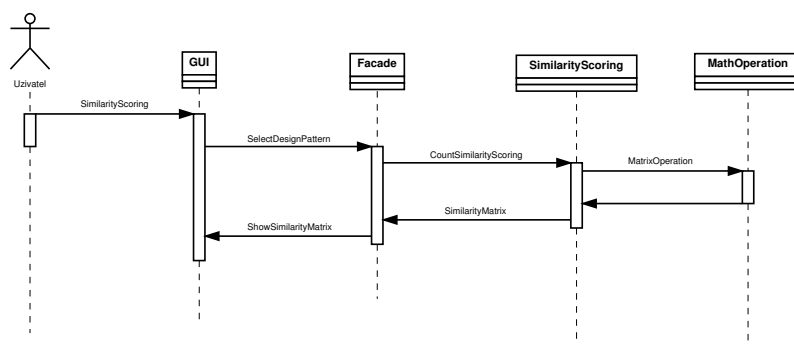 GUI
Facade
SimilarityScoring
MathOperation
Uzivatel
SimilarityScoring
SelectDesignPattern
CountSimilarityScoring
MatrixOperation
SimilarityMatrix
ShowSimilarityMatrix